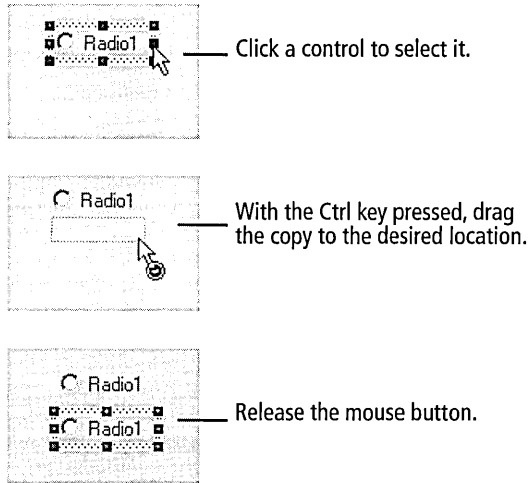 Radio1
Click a control to select it.
Radio1
With the Ctrl key pressed, drag
the copy to the desired location.
Radio1
Radio1
Release the mouse button.